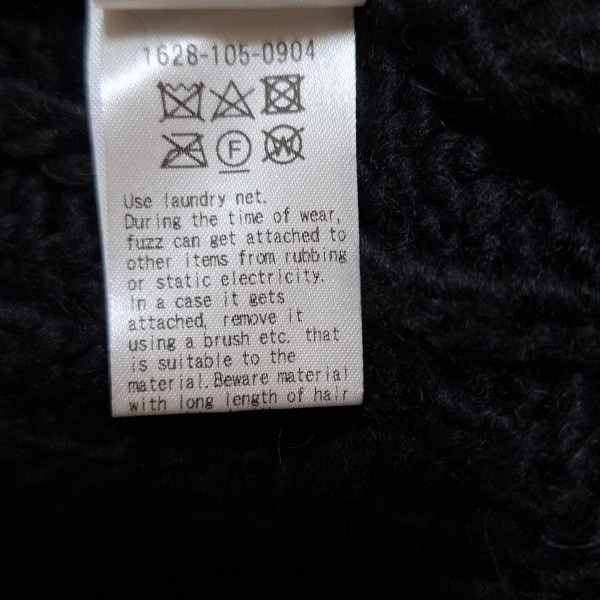 1628-105-0904
F W
Use laundry net.
During the time of wear,
fuzz can get attached to
other items from rubbing
or static electricity.
In a case it gets
attached, remove it
using a brush etc. that
is suitable to the
material. Beware material
with long length of hair